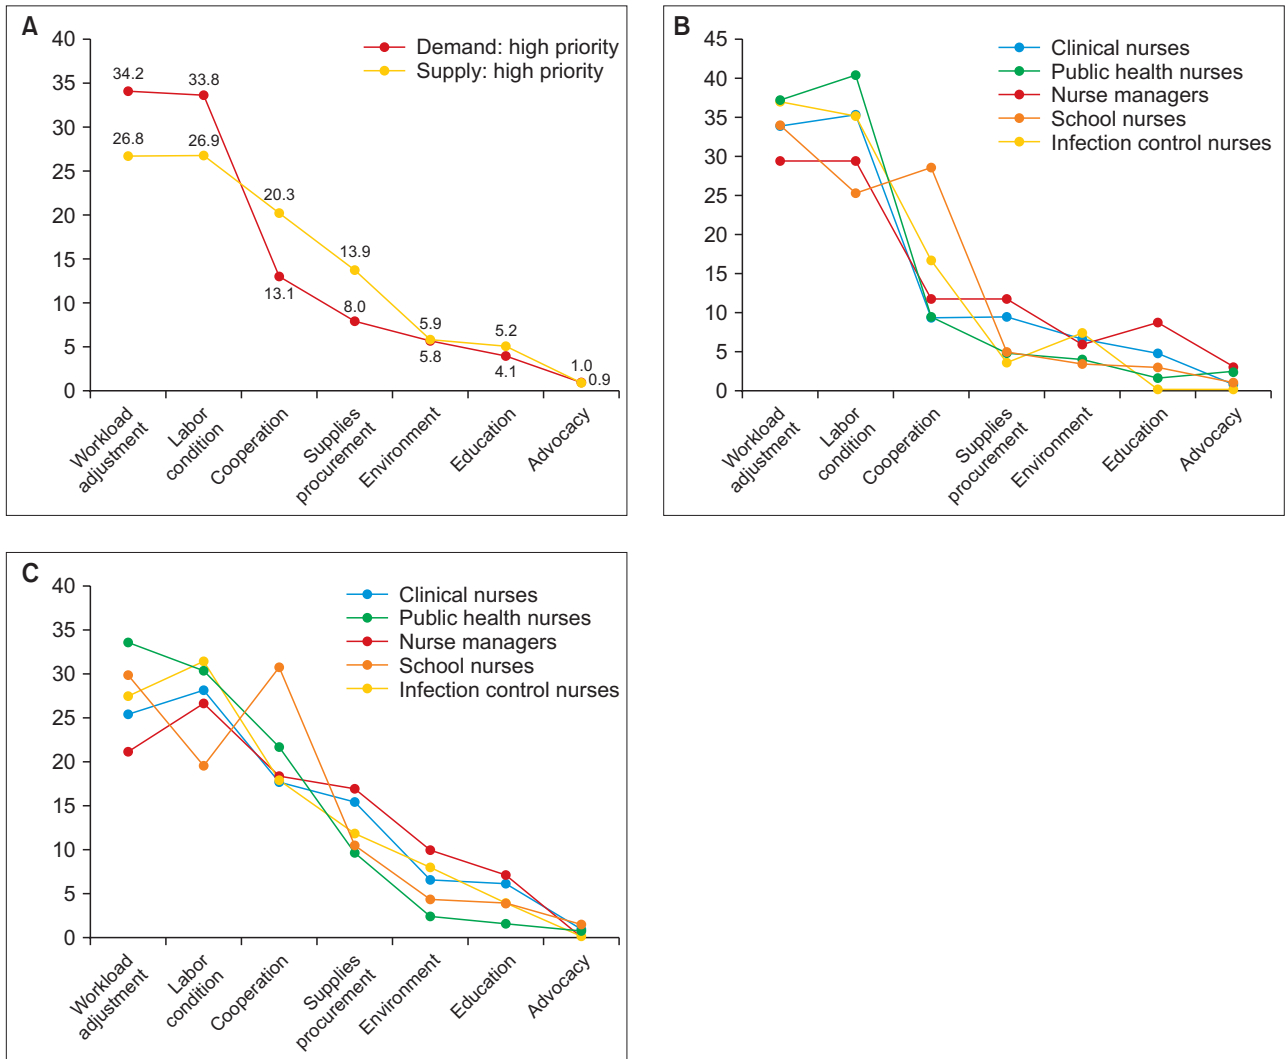 A
40
35
30
25
20
15
10
5
0
34.2
33.8
26.8
26.9
20.3
13.1
13.9
8.0
5.9
5.8
5.2
4.1
1.0
0.9
Demand: high priority
Supply: high priority
Workload
adjustment
Labor
condition
Cooperation
Supplies
procurement
Environment
Education
Advocacy
B
45
40
35
30
25
20
15
10
5
0
Clinical nurses
Public health nurses
Nurse managers
School nurses
Infection control nurses
Workload
adjustment
Labor
condition
Cooperation
Supplies
procurement
Environment
Education
Advocacy
C
40
35
30
25
20
15
10
5
0
Clinical nurses
Public health nurses
Nurse managers
School nurses
Infection control nurses
Workload
adjustment
Labor
condition
Cooperation
Supplies
procurement
Environment
Education
Advocacy